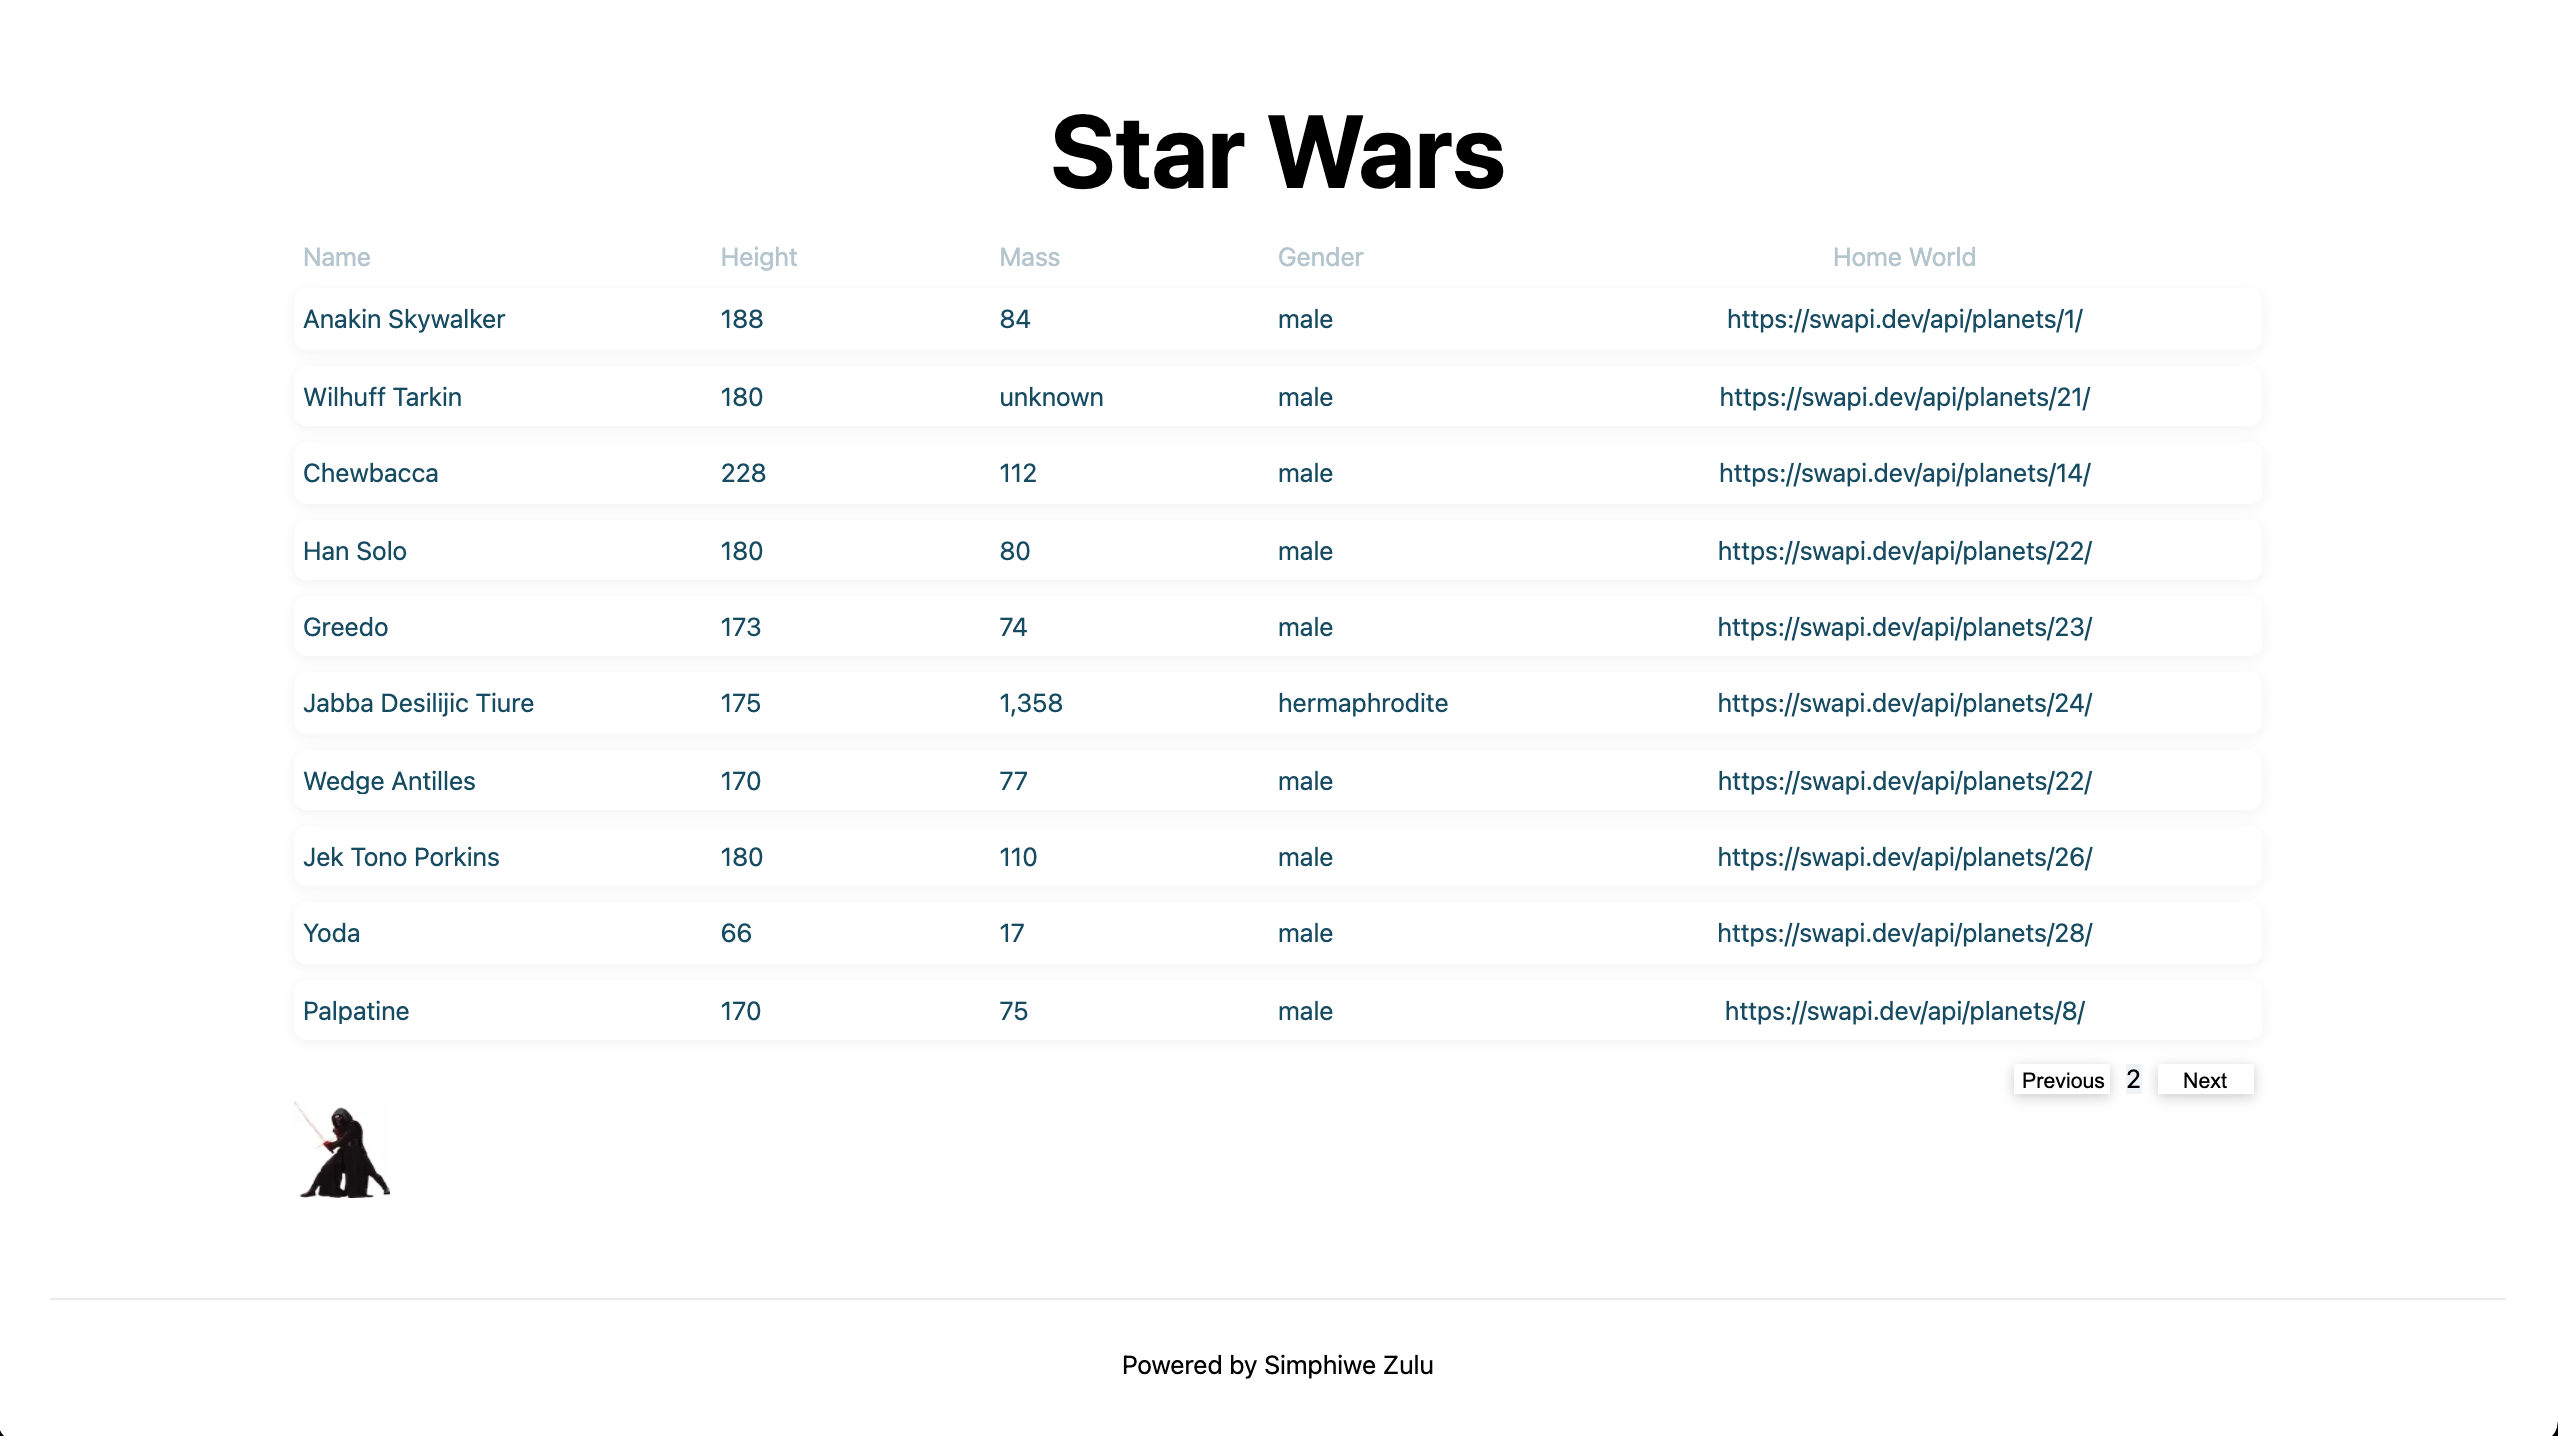 Star Wars
Name Height Mass Gender Home World
Anakin Skywalker 188 84 male https://swapi.dev/api/planets/1/
Wilhuff Tarkin 180 unknown male https://swapi.dev/api/planets/21/
Chewbacca 228 112 male https://swapi.dev/api/planets/14/
Han Solo 180 80 male https://swapi.dev/api/planets/22/
Greedo 173 74 male https://swapi.dev/api/planets/23/
Jabba Desilijic Tiure 175 1,358 hermaphrodite https://swapi.dev/api/planets/24/
Wedge Antilles 170 77 male https://swapi.dev/api/planets/22/
Jek Tono Porkins 180 110 male https://swapi.dev/api/planets/26/
Yoda 66 17 male https://swapi.dev/api/planets/28/
Palpatine 170 75 male https://swapi.dev/api/planets/8/
Previous 2 Next
Powered by Simphiwe Zulu